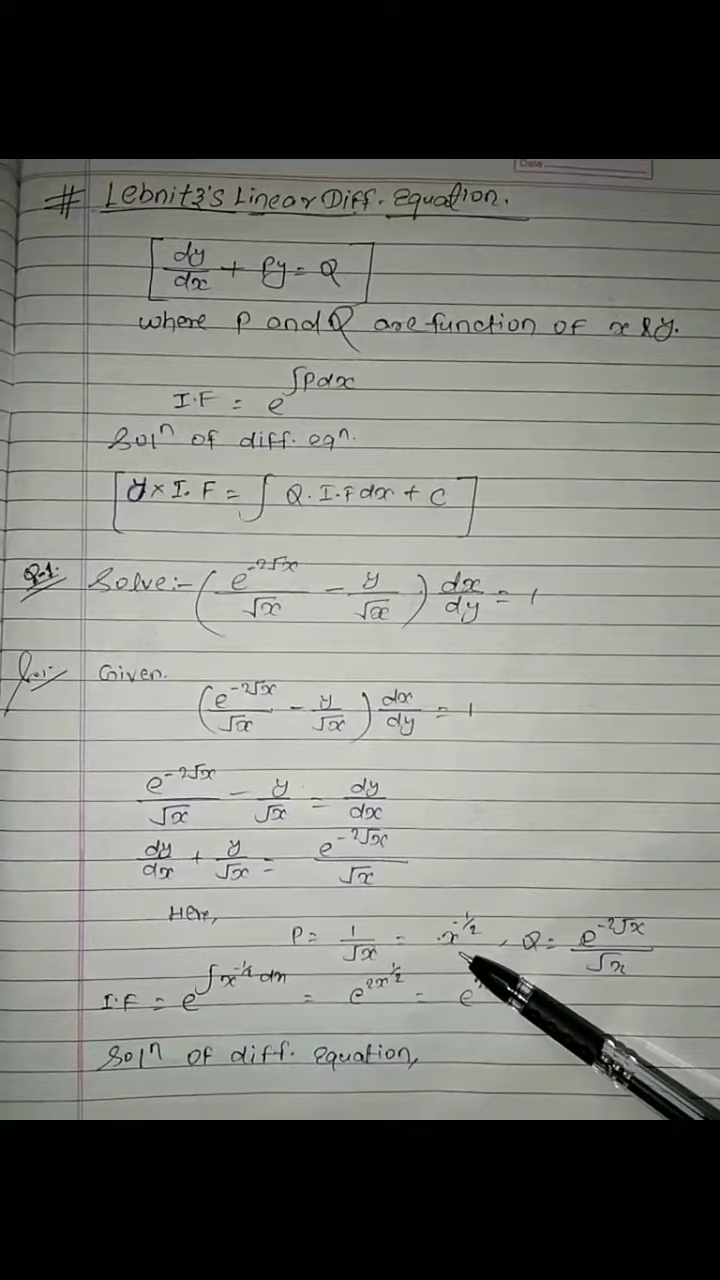 Date
# Lebnitz's Linear Diff. Equation.
dy/dx + Py = Q
where P and Q are function of x & y.
I.F = e^∫Pdx
Solⁿ of diff. eqⁿ.
y × I.F = ∫ Q. I.F dx + C
Q-1. Solve:- (e^-2√x/√x - y/√x) dx/dy = 1
Sol:- Given.
(e^-2√x/√x - y/√x) dx/dy = 1
e^-2√x/√x - y/√x = dy/dx
dy/dx + y/√x = e^-2√x/√x
Here,
P = 1/√x = x^-1/2, Q = e^-2√x/√x
I.F = e^∫x^-1/2 dx = e^2x^1/2 = e
Solⁿ of diff. equation,